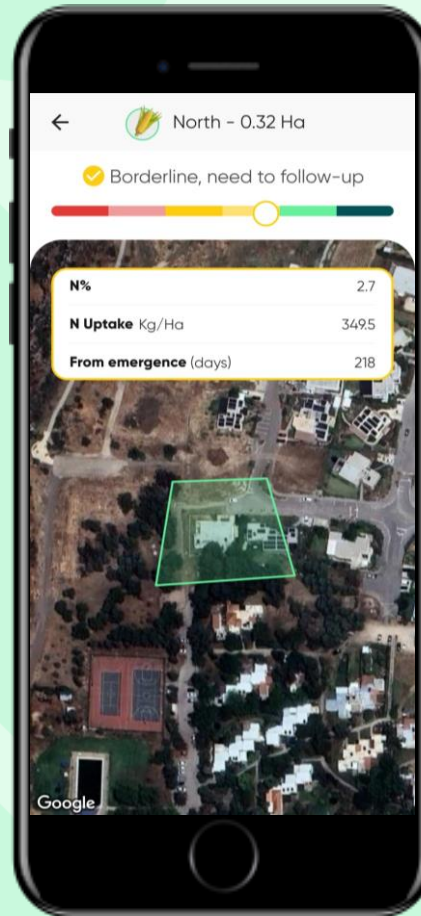 North - 0.32 Ha
Borderline, need to follow-up
N% 2.7
N Uptake Kg/Ha 349.5
From emergence (days) 218
Google